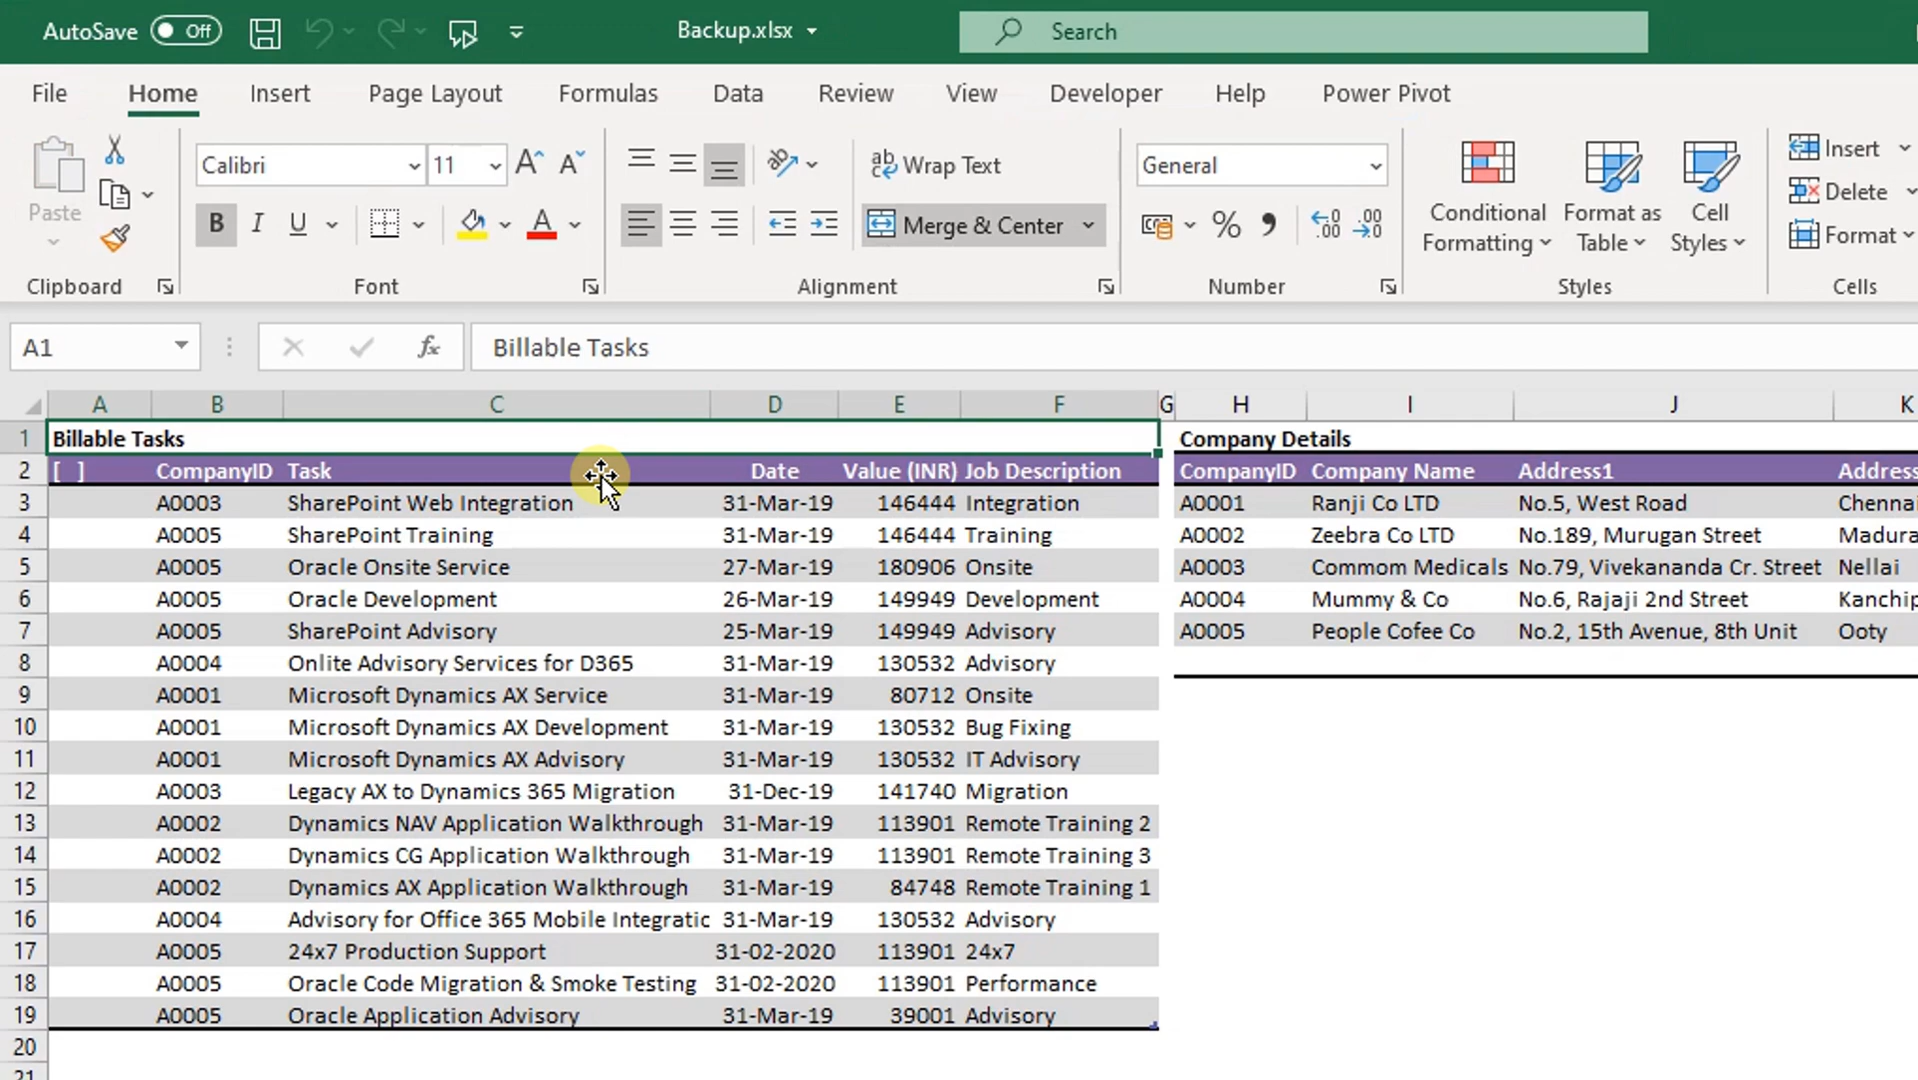 AutoSave Off Backup.xlsx Search
File Home Insert Page Layout Formulas Data Review View Developer Help Power Pivot
Calibri 11 A A ab Wrap Text General Insert
Paste B I U A Merge & Center % Conditional Formatting Format as Table Cell Styles Delete
Format
Clipboard Font Alignment Number Styles Cells
A1 fx Billable Tasks
A B C D E F G H I J K
1 Billable Tasks Company Details
2 [ ] CompanyID Task Date Value (INR) Job Description CompanyID Company Name Address1 Address
3 A0003 SharePoint Web Integration 31-Mar-19 146444 Integration A0001 Ranji Co LTD No.5, West Road Chennai
4 A0005 SharePoint Training 31-Mar-19 146444 Training A0002 Zeebra Co LTD No.189, Murugan Street Madura
5 A0005 Oracle Onsite Service 27-Mar-19 180906 Onsite A0003 Commom Medicals No.79, Vivekananda Cr. Street Nellai
6 A0005 Oracle Development 26-Mar-19 149949 Development A0004 Mummy & Co No.6, Rajaji 2nd Street Kanchip
7 A0005 SharePoint Advisory 25-Mar-19 149949 Advisory A0005 People Cofee Co No.2, 15th Avenue, 8th Unit Ooty
8 A0004 Onlite Advisory Services for D365 31-Mar-19 130532 Advisory
9 A0001 Microsoft Dynamics AX Service 31-Mar-19 80712 Onsite
10 A0001 Microsoft Dynamics AX Development 31-Mar-19 130532 Bug Fixing
11 A0001 Microsoft Dynamics AX Advisory 31-Mar-19 130532 IT Advisory
12 A0003 Legacy AX to Dynamics 365 Migration 31-Dec-19 141740 Migration
13 A0002 Dynamics NAV Application Walkthrough 31-Mar-19 113901 Remote Training 2
14 A0002 Dynamics CG Application Walkthrough 31-Mar-19 113901 Remote Training 3
15 A0002 Dynamics AX Application Walkthrough 31-Mar-19 84748 Remote Training 1
16 A0004 Advisory for Office 365 Mobile Integratic 31-Mar-19 130532 Advisory
17 A0005 24x7 Production Support 31-02-2020 113901 24x7
18 A0005 Oracle Code Migration & Smoke Testing 31-02-2020 113901 Performance
19 A0005 Oracle Application Advisory 31-Mar-19 39001 Advisory
20
21